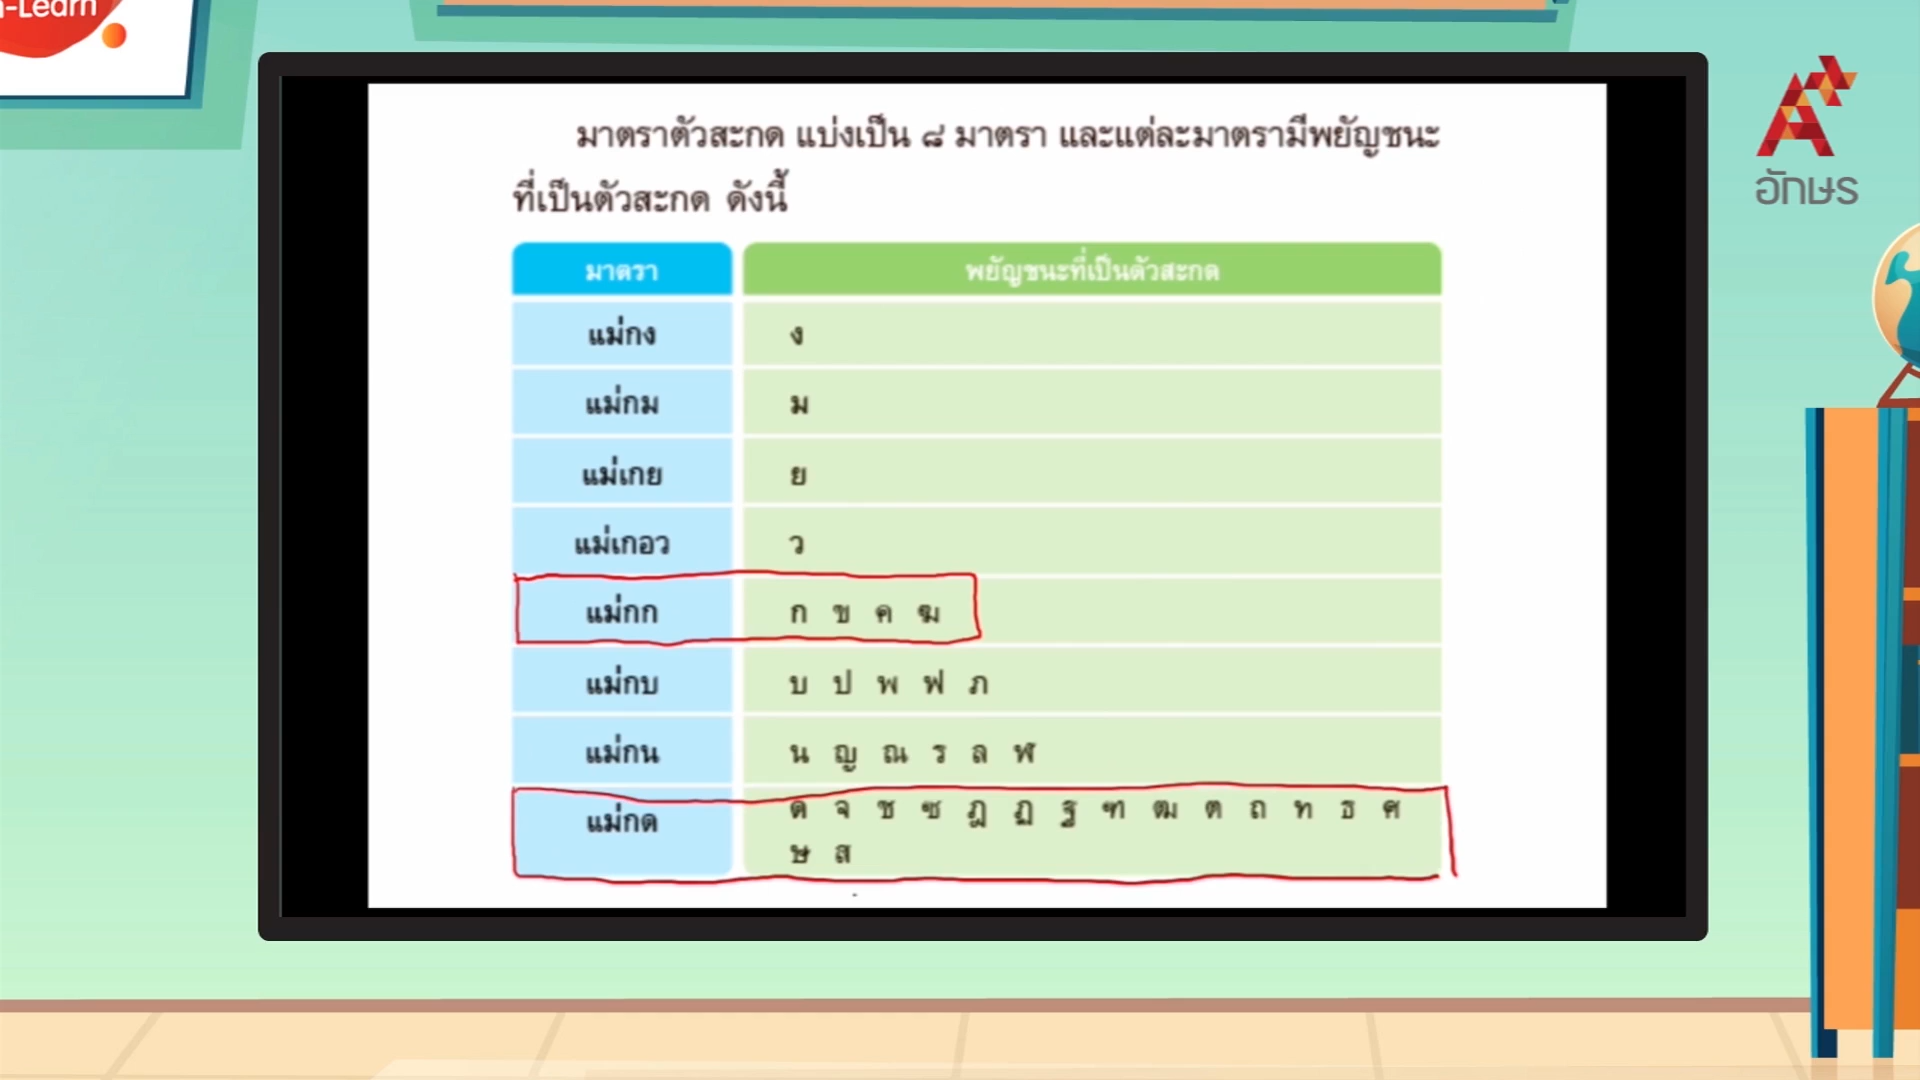 -Learn
อักษร
มาตราตัวสะกด แบ่งเป็น ๘ มาตรา และแต่ละมาตรามีพยัญชนะ
ที่เป็นตัวสะกด ดังนี้
มาตรา พยัญชนะที่เป็นตัวสะกด
แม่กง ง
แม่กม ม
แม่เกย ย
แม่เกอว ว
แม่กก ก ข ค ฆ
แม่กบ บ ป พ ฟ ภ
แม่กน น ญ ณ ร ล ฬ
แม่กด ด จ ช ซ ฎ ฏ ฐ ฑ ฒ ต ถ ท ธ ศ
ษ ส